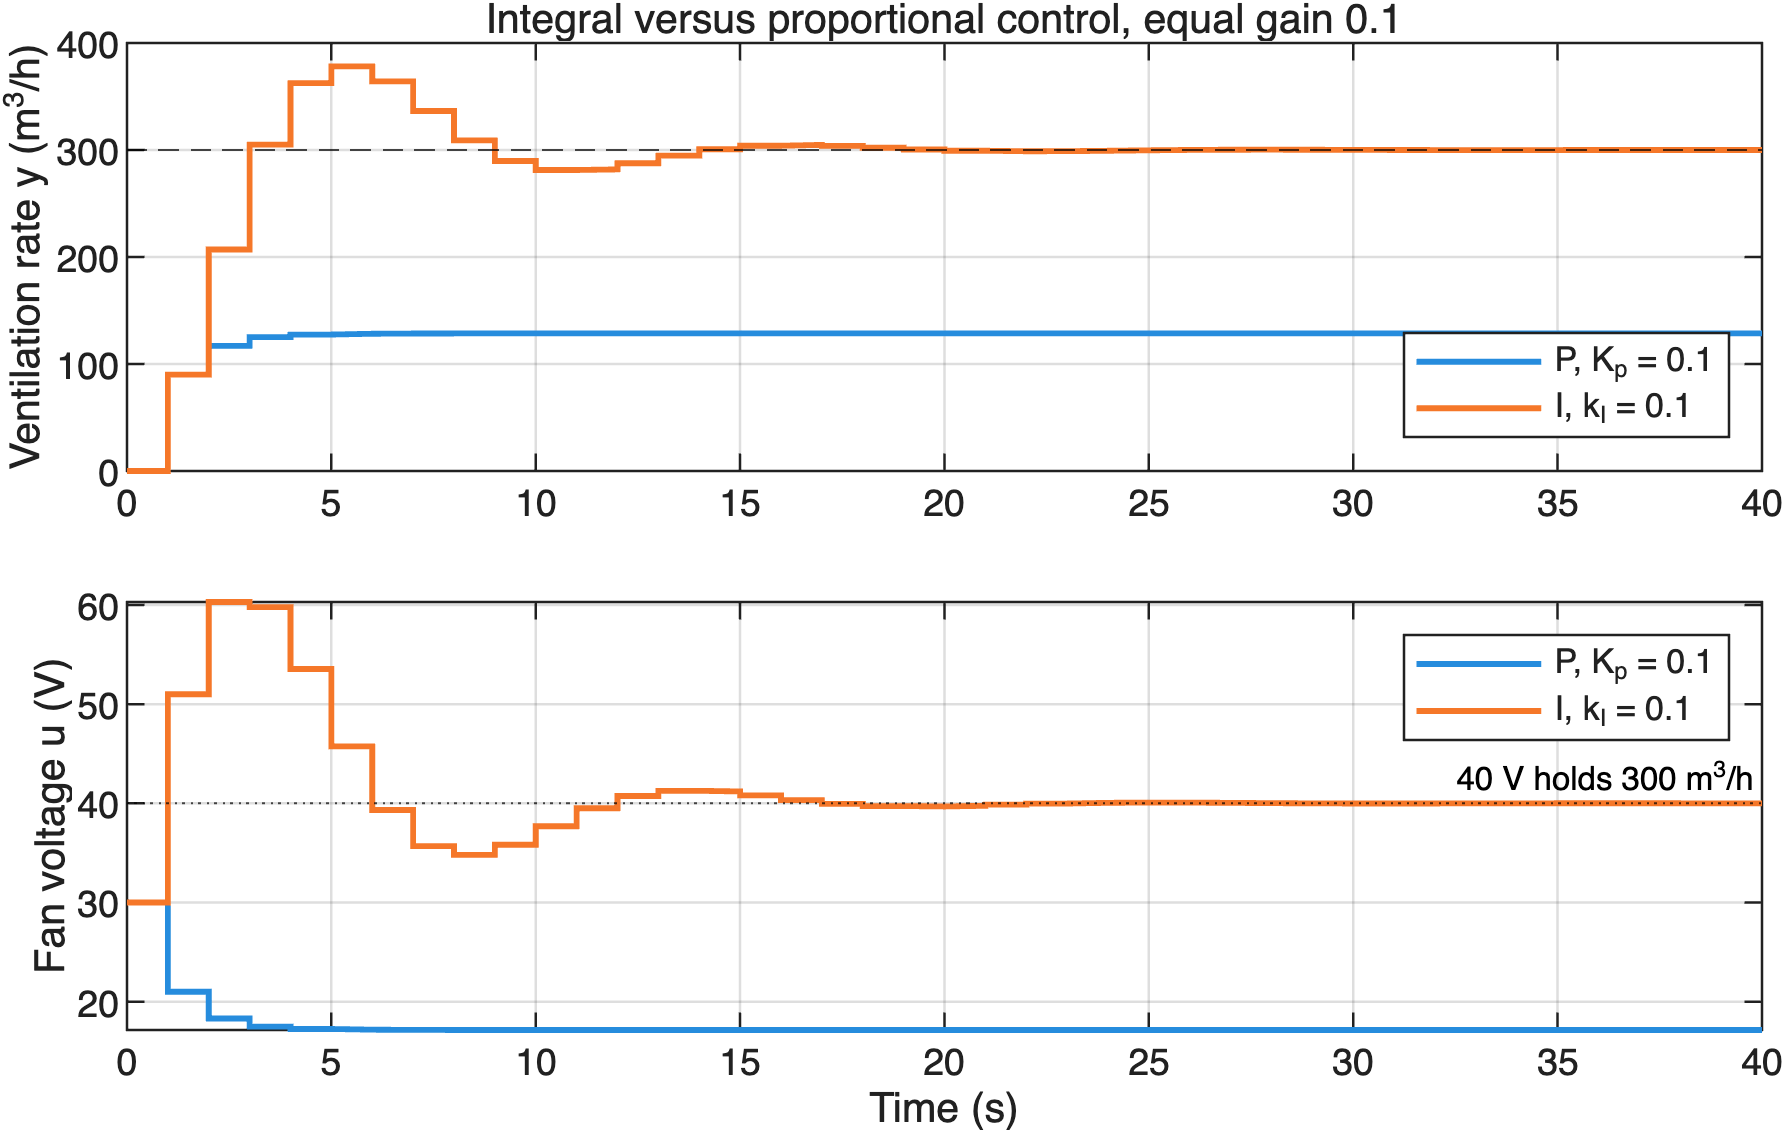 Integral versus proportional control, equal gain 0.1
Ventilation rate y (m³/h)
400
300
200
100
0
0 5 10 15 20 25 30 35 40
P, Kₚ = 0.1
I, k_I = 0.1
Fan voltage u (V)
60
50
40
30
20
P, Kₚ = 0.1
I, k_I = 0.1
40 V holds 300 m³/h
0 5 10 15 20 25 30 35 40
Time (s)